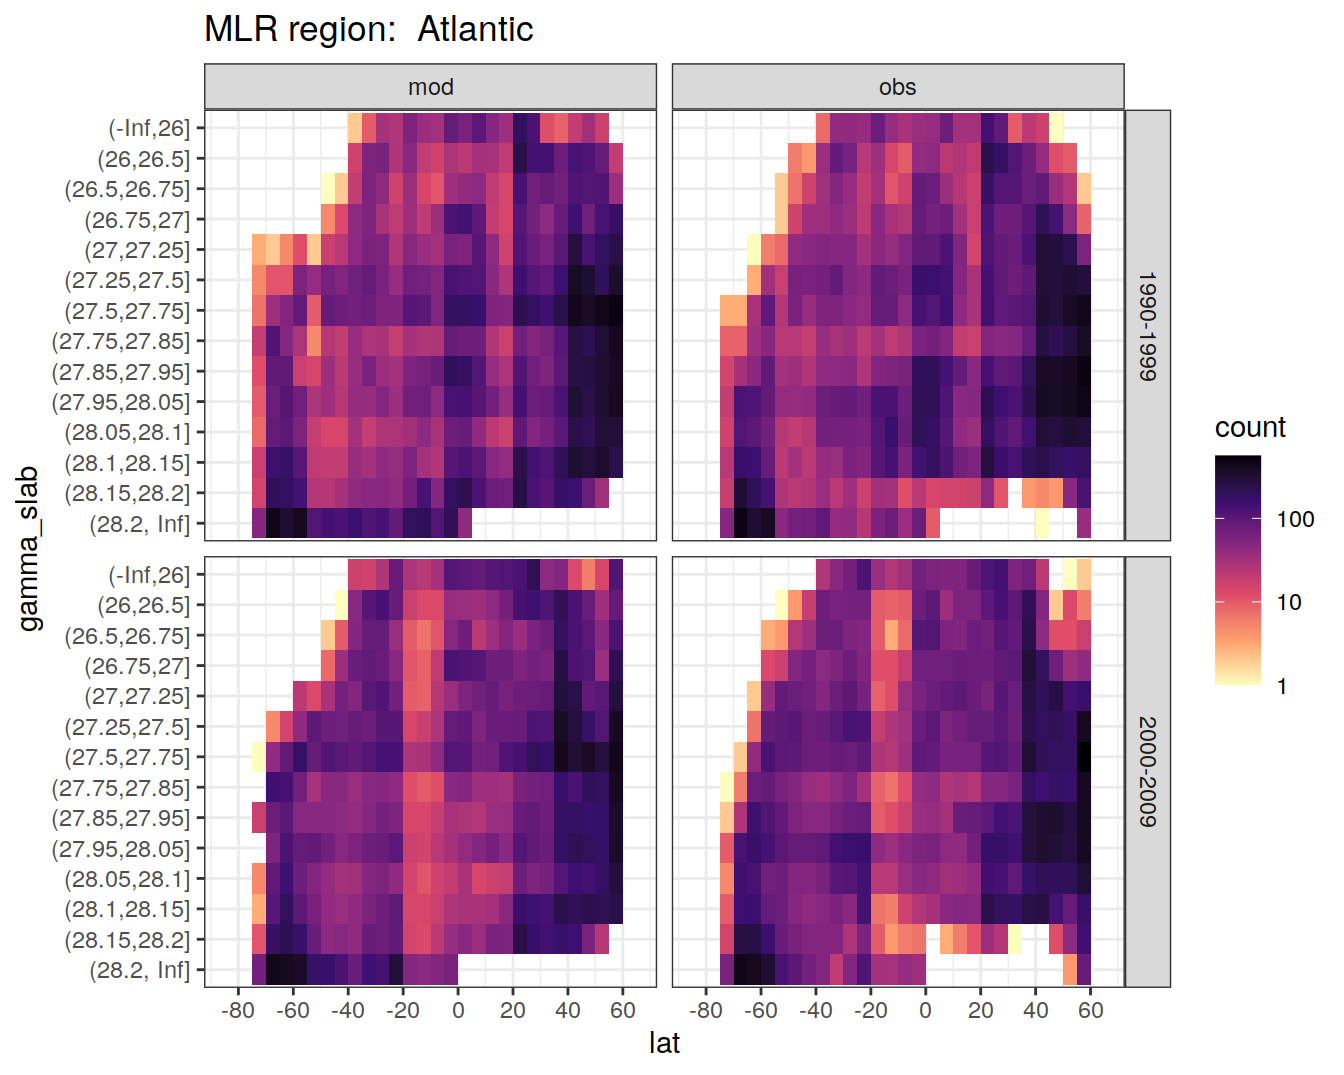 MLR region:  Atlantic
mod
obs
(-Inf,26]
(26,26.5]
(26.5,26.75]
(26.75,27]
(27,27.25]
(27.25,27.5]
(27.5,27.75]
(27.75,27.85]
(27.85,27.95]
(27.95,28.05]
(28.05,28.1]
(28.1,28.15]
(28.15,28.2]
(28.2, Inf]
1990-1999
(-Inf,26]
(26,26.5]
(26.5,26.75]
(26.75,27]
(27,27.25]
(27.25,27.5]
(27.5,27.75]
(27.75,27.85]
(27.85,27.95]
(27.95,28.05]
(28.05,28.1]
(28.1,28.15]
(28.15,28.2]
(28.2, Inf]
2000-2009
gamma_slab
-80 -60 -40 -20 0 20 40 60
-80 -60 -40 -20 0 20 40 60
lat
count
100
10
1